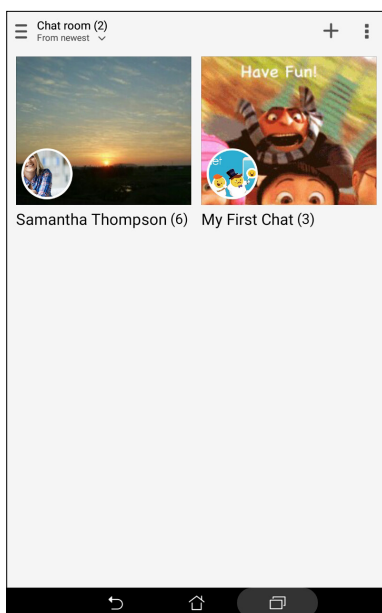 Chat room (2)
From newest
Have Fun!
Samantha Thompson (6)
My First Chat (3)